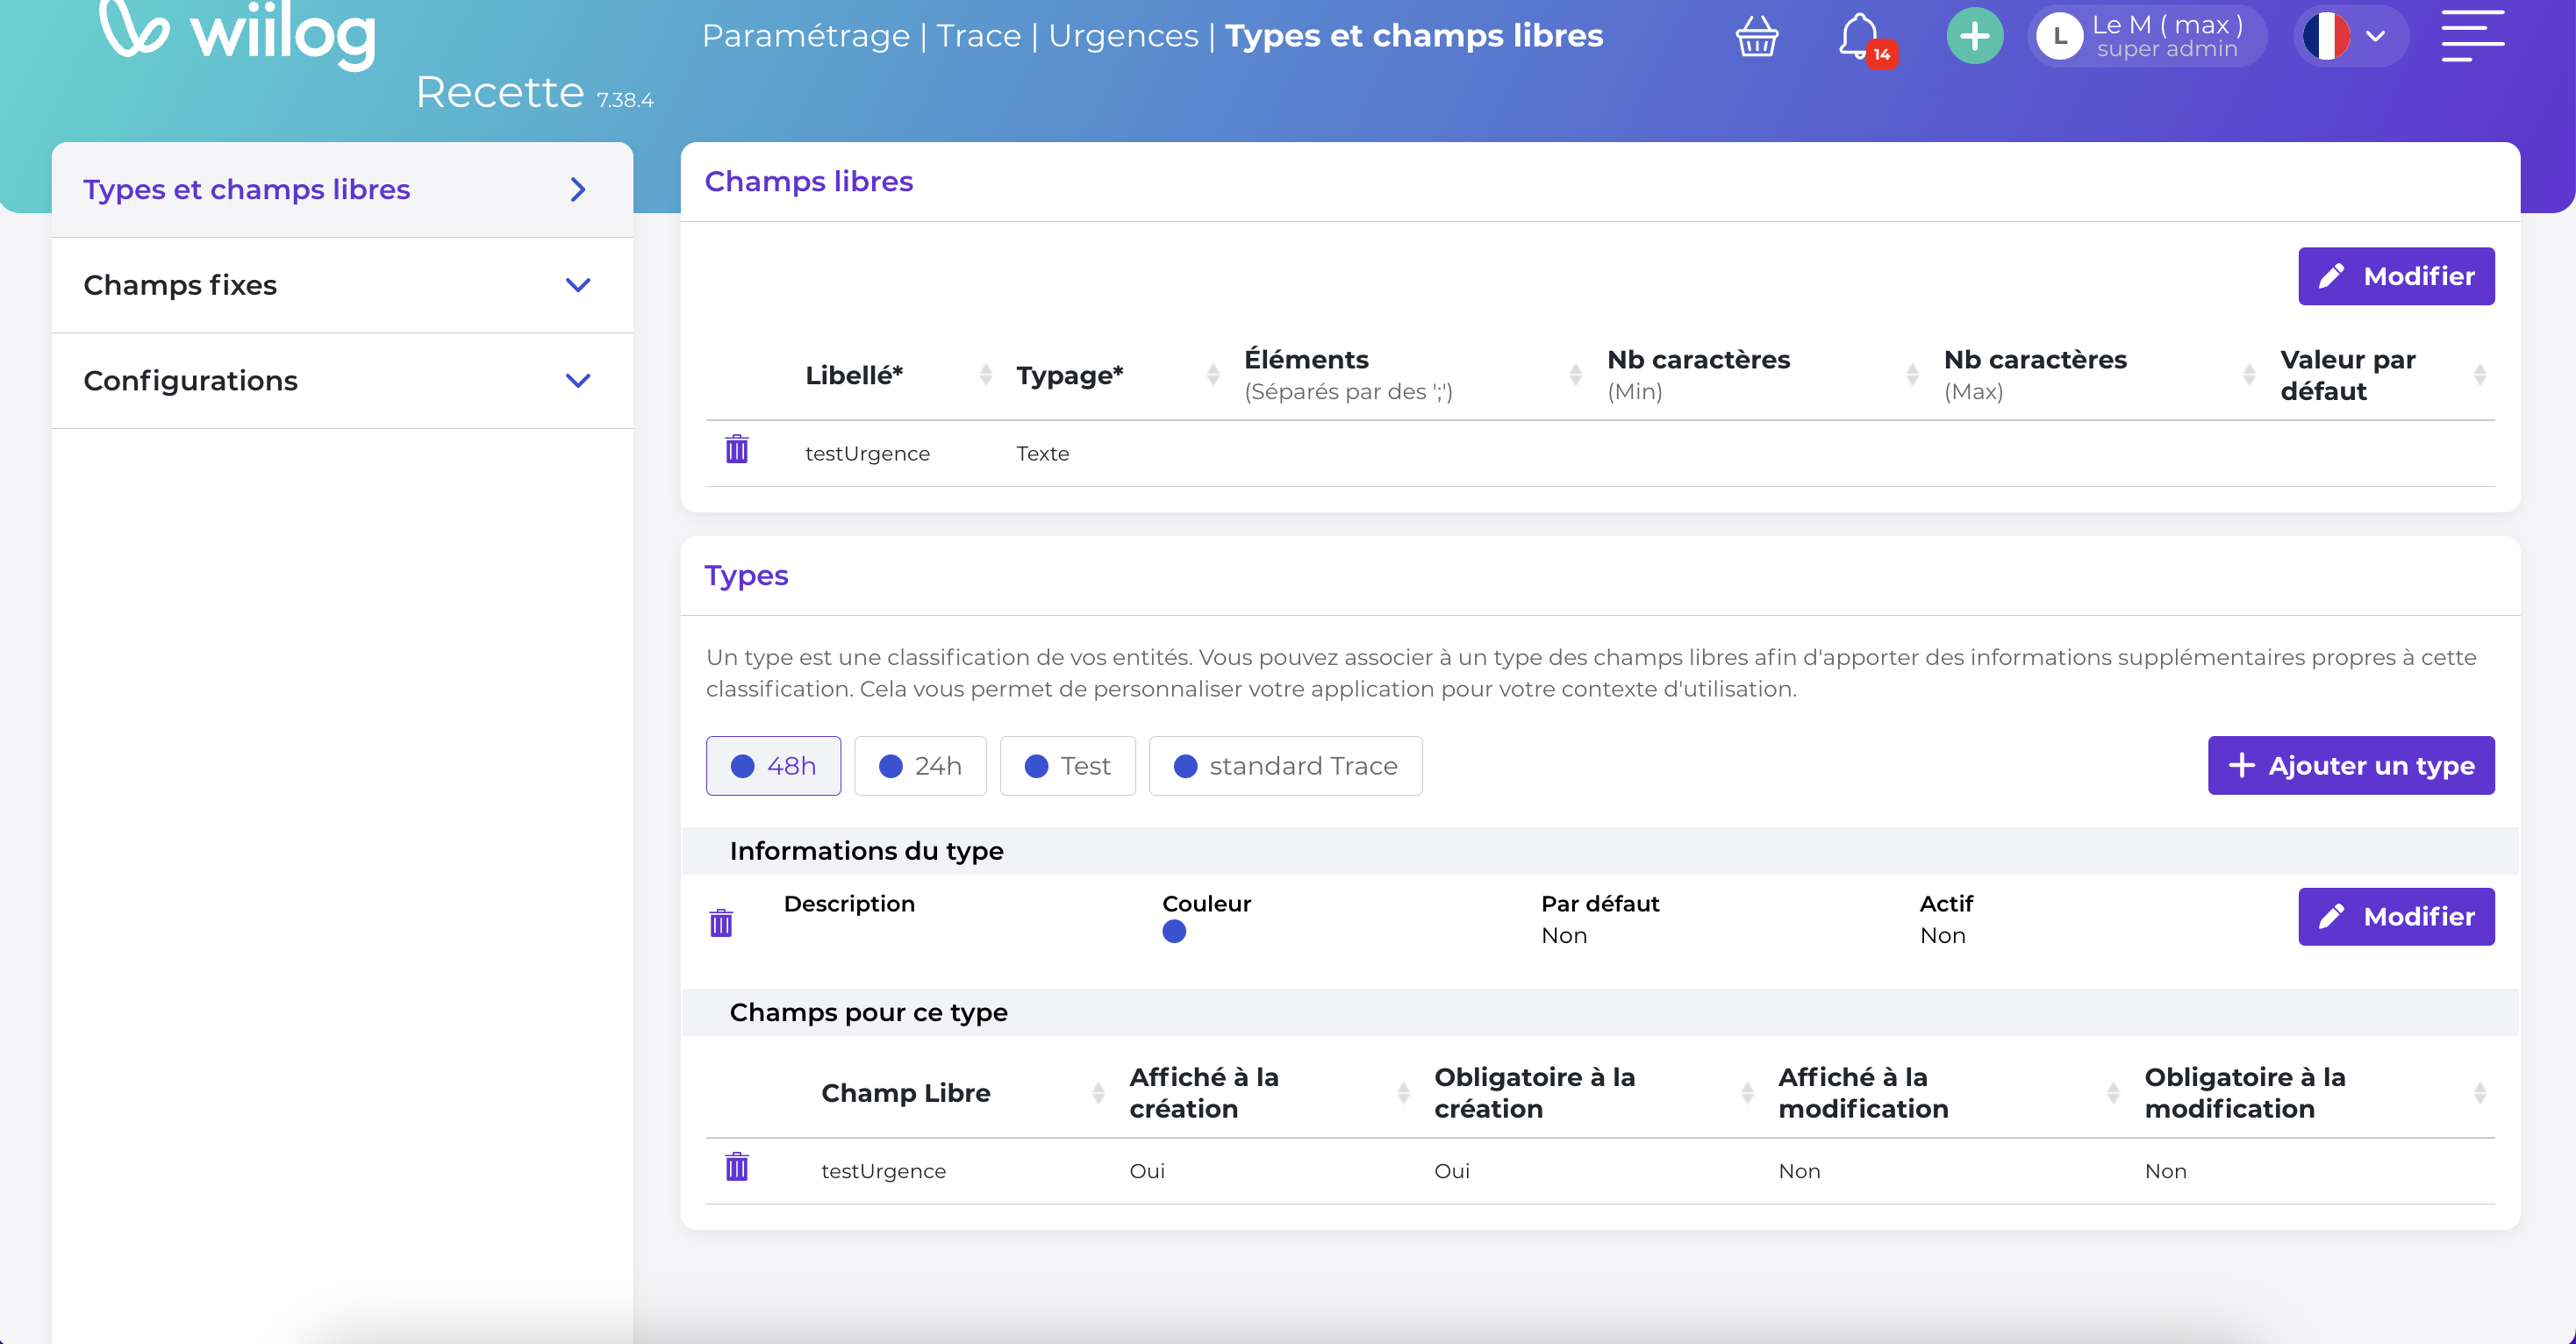 wiilog
Recette 7.38.4
Paramétrage | Trace | Urgences | Types et champs libres
14
L
Le M ( max )
super admin
Types et champs libres
Champs fixes
Configurations
Champs libres
Modifier
Libellé*
Typage*
Éléments
(Séparés par des ';')
Nb caractères
(Min)
Nb caractères
(Max)
Valeur par
défaut
testUrgence
Texte
Types
Un type est une classification de vos entités. Vous pouvez associer à un type des champs libres afin d'apporter des informations supplémentaires propres à cette
classification. Cela vous permet de personnaliser votre application pour votre contexte d'utilisation.
48h
24h
Test
standard Trace
Ajouter un type
Informations du type
Description
Couleur
Par défaut
Non
Actif
Non
Modifier
Champs pour ce type
Champ Libre
Affiché à la
création
Obligatoire à la
création
Affiché à la
modification
Obligatoire à la
modification
testUrgence
Oui
Oui
Non
Non